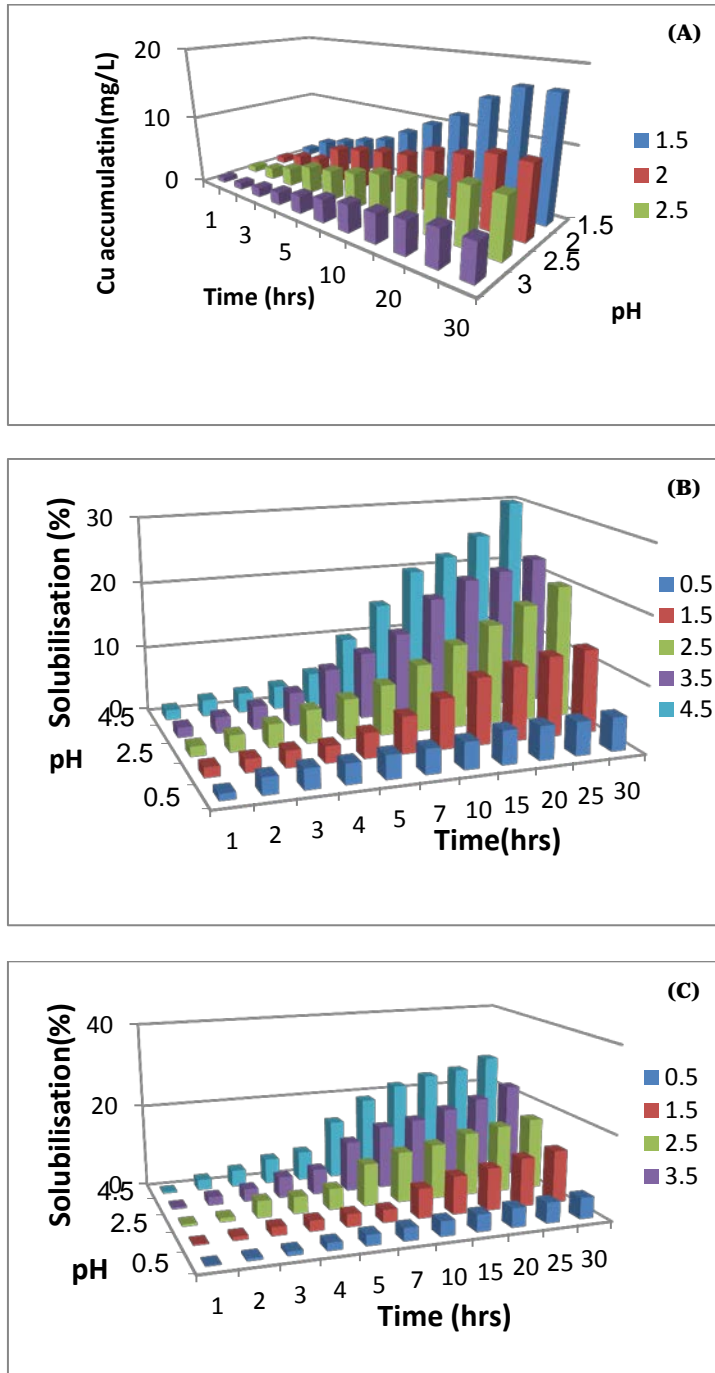 (A)
Cu accumulatin(mg/L)
20
10
0
1
3
5
10
20
30
Time (hrs)
1.5
2
2.5
3
pH
1.5
2
2.5
(B)
Solubilisation (%)
30
20
10
0
4.5
2.5
0.5
pH
1 2 3 4 5 7 10 15 20 25 30
Time(hrs)
0.5
1.5
2.5
3.5
4.5
(C)
Solubilisation(%)
40
20
0
4.5
2.5
0.5
pH
1 2 3 4 5 7 10 15 20 25 30
Time (hrs)
0.5
1.5
2.5
3.5